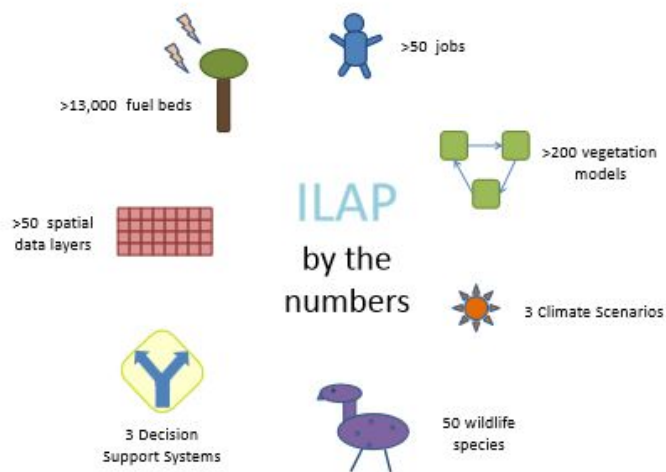 >50 jobs
>13,000 fuel beds
>200 vegetation
models
ILAP
by the
numbers
>50 spatial
data layers
3 Climate Scenarios
3 Decision
Support Systems
50 wildlife
species